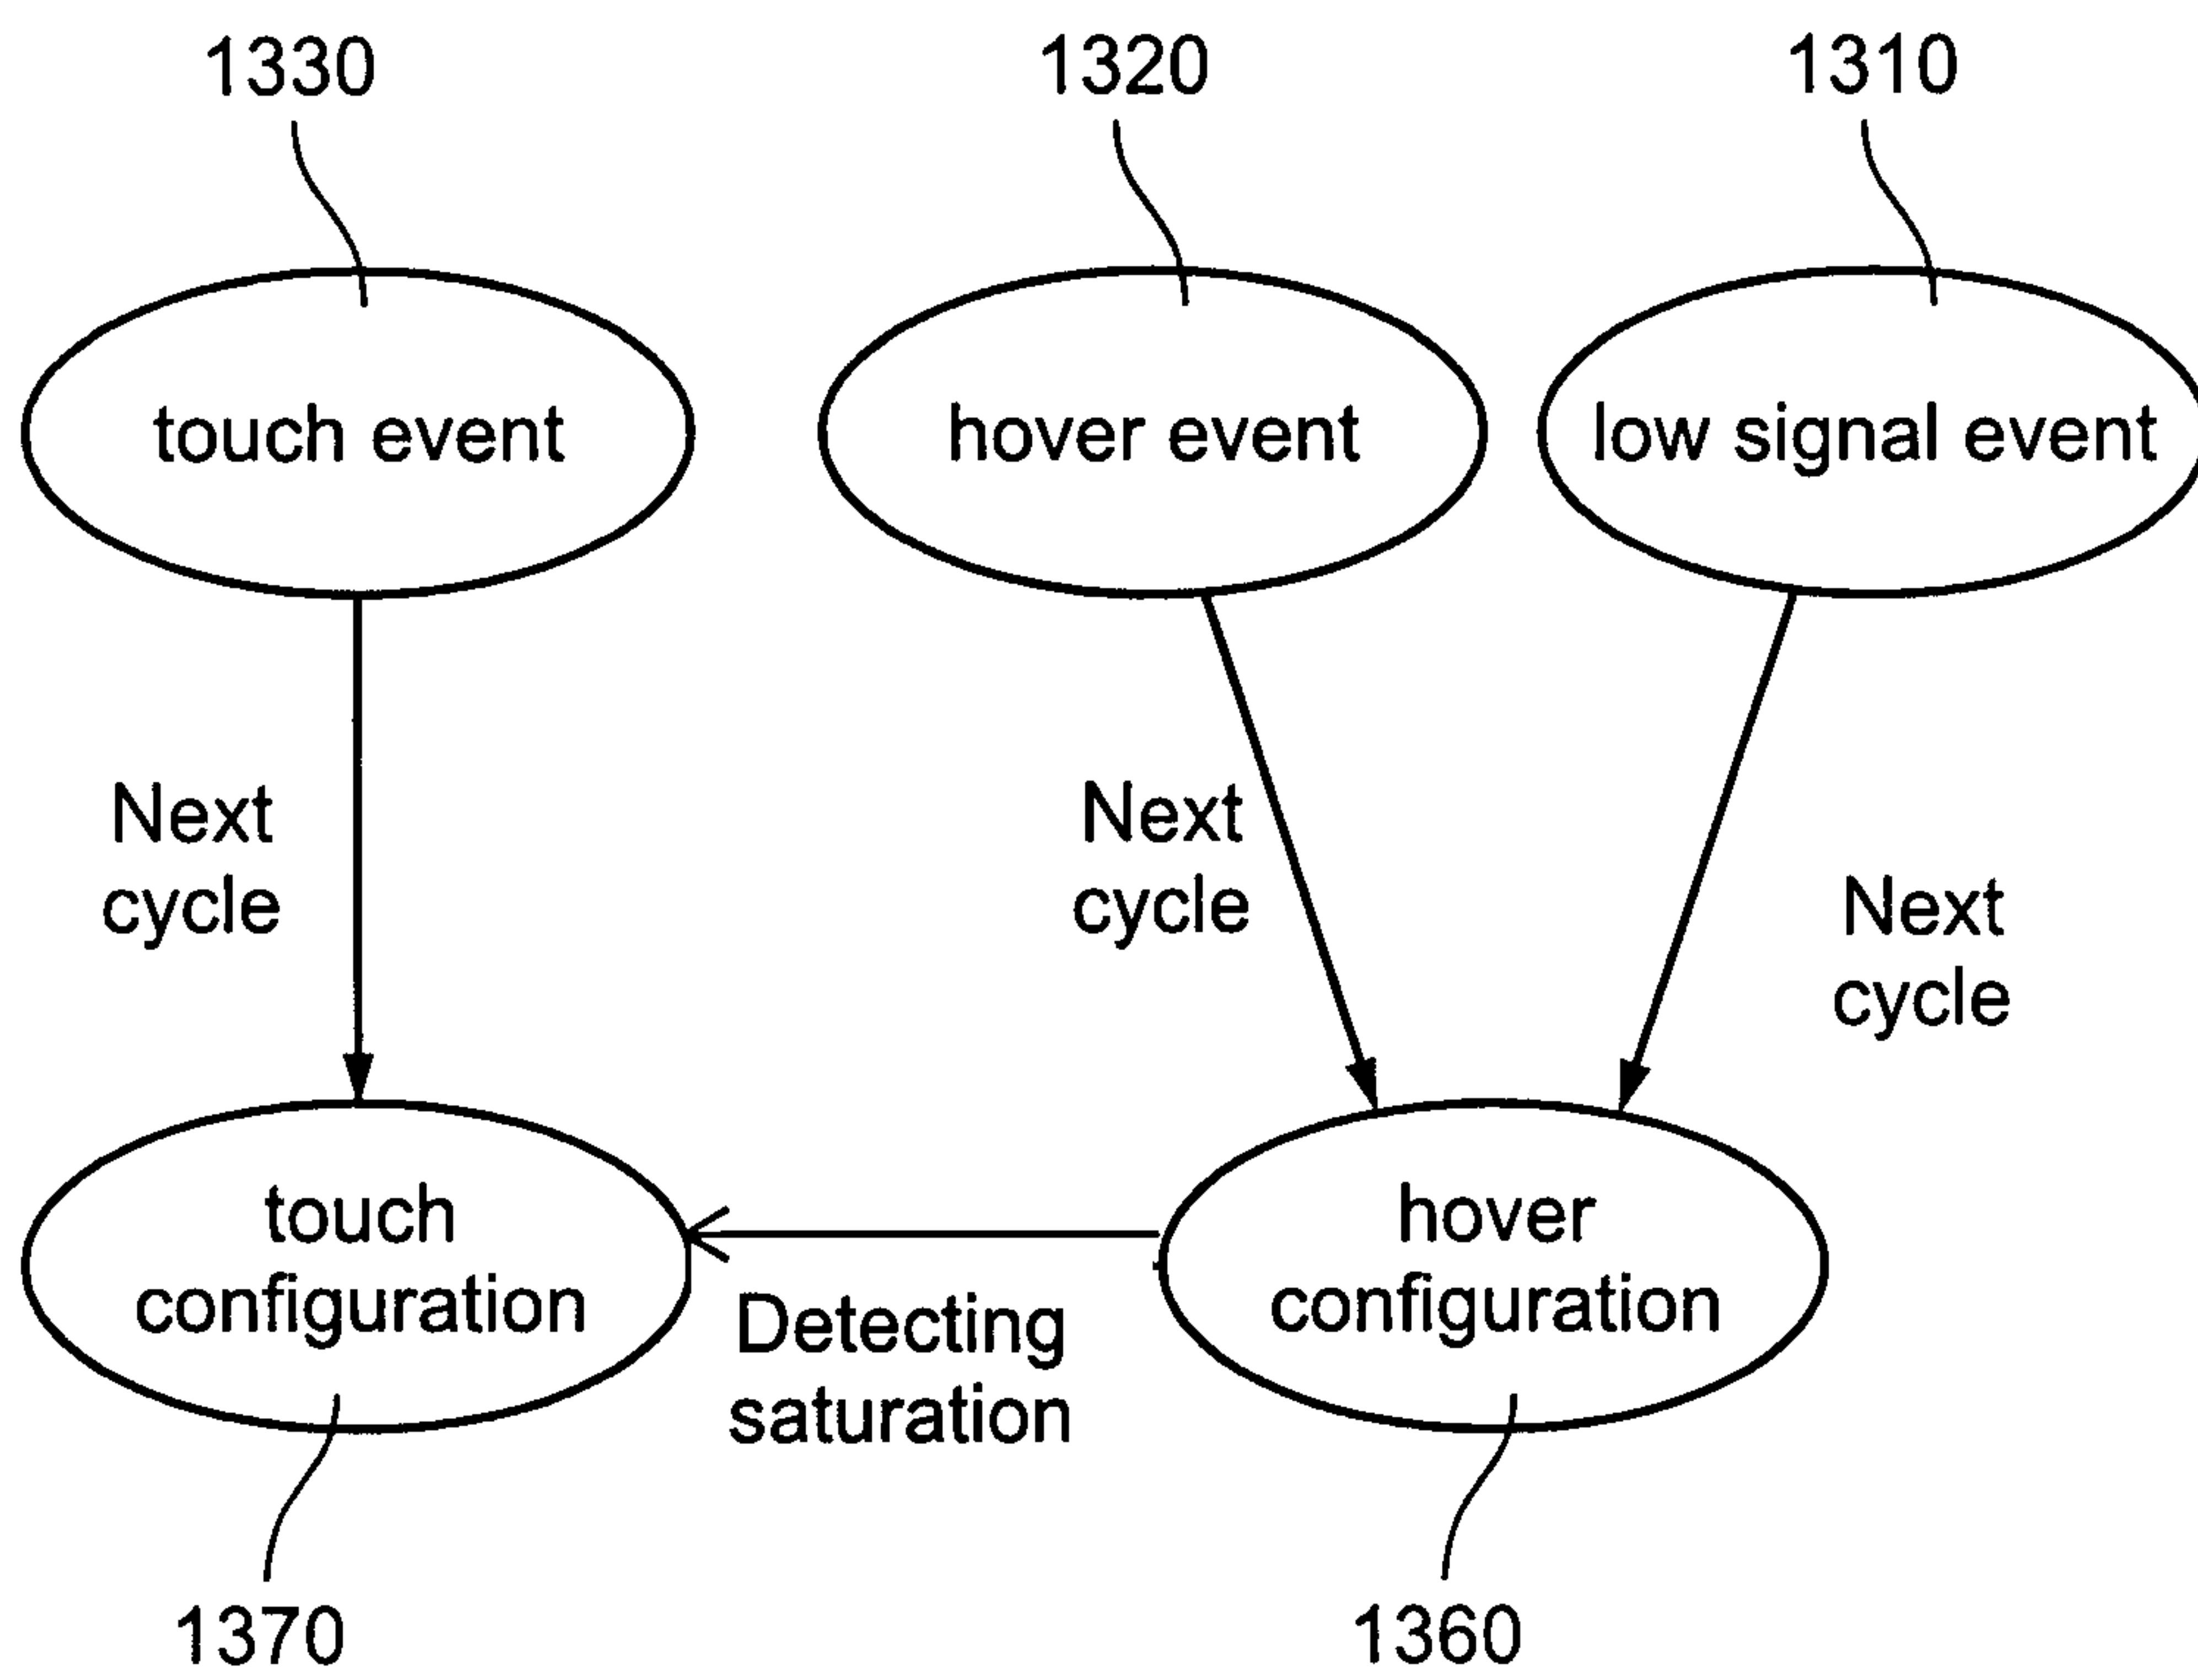 1330
1320
1310
touch event
hover event
low signal event
Next
cycle
Next
cycle
Next
cycle
touch
configuration
hover
configuration
Detecting
saturation
1370
1360